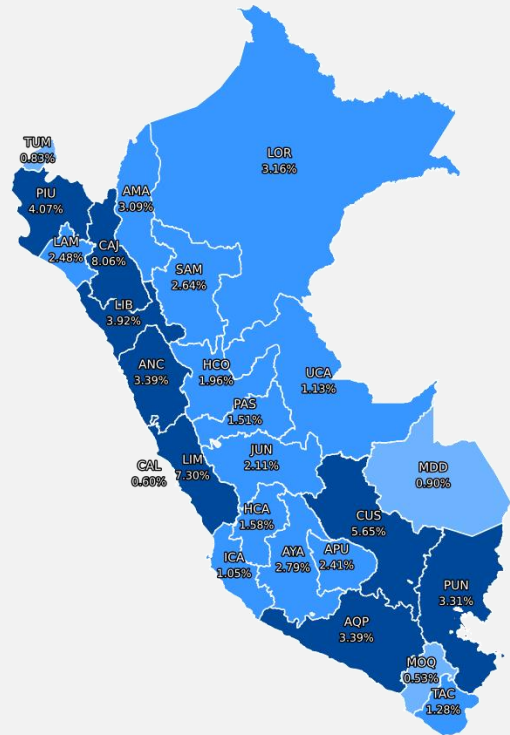 LOR
3.16%
TUM
0.83%
PIU
4.07%
AMA
3.09%
LAM
2.48%
CAJ
8.06%
SAM
2.64%
LIB
3.92%
ANC
3.39%
HCO
1.96%
UCA
1.13%
PAS
1.51%
JUN
2.11%
CAL
0.60%
LIM
7.30%
MDD
0.90%
HCA
1.58%
CUS
5.65%
ICA
1.05%
AYA
2.79%
APU
2.41%
PUN
3.31%
AQP
3.39%
MOQ
0.53%
TAC
1.28%